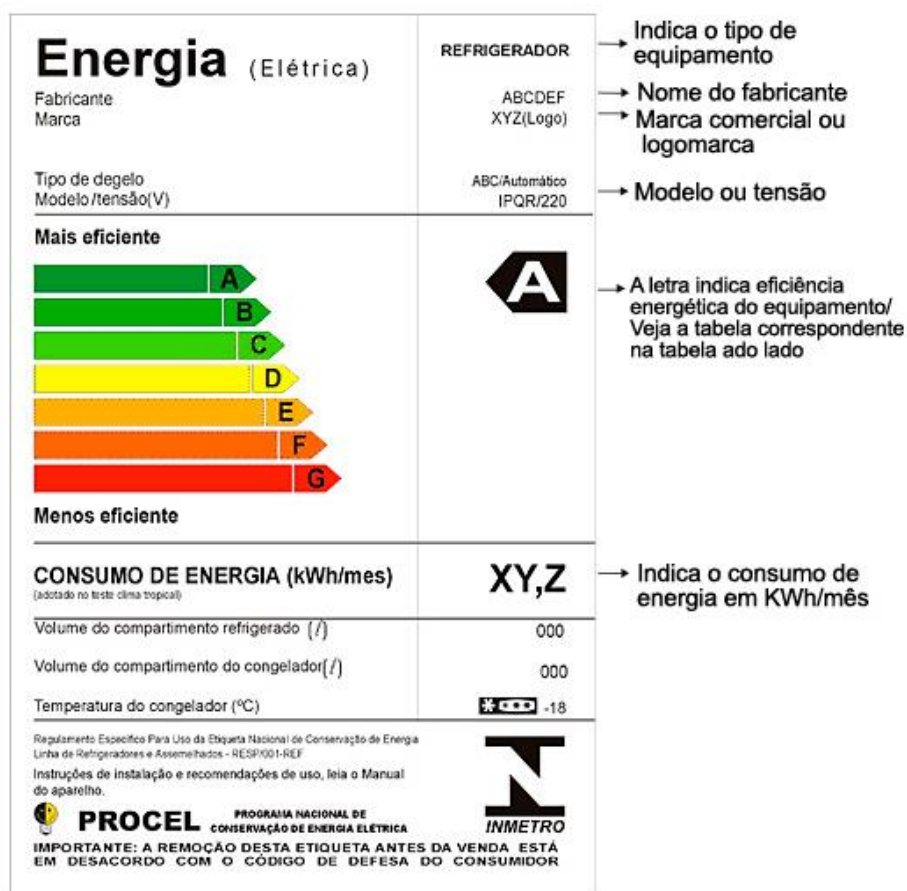 Energia (Elétrica)
REFRIGERADOR
Indica o tipo de
equipamento
Fabricante
ABCDEF
Nome do fabricante
Marca
XYZ(Logo)
Marca comercial ou
logomarca
Tipo de degelo
ABC/Automático
Modelo/tensão(V)
IPQR/220
Modelo ou tensão
Mais eficiente
A
B
C
D
E
F
G
A
A letra indica eficiência
energética do equipamento/
Veja a tabela correspondente
na tabela ado lado
Menos eficiente
CONSUMO DE ENERGIA (kWh/mes)
(adotado no teste clima tropical)
XY,Z
Indica o consumo de
energia em KWh/mês
Volume do compartimento refrigerado (l)
000
Volume do compartimento do congelador(l)
000
Temperatura do congelador (ºC)
-18
Regulamento Específico Para Uso da Etiqueta Nacional de Conservação de Energia
Linha de Refrigeradores e Assemelhados - RESP/001-REF
Instruções de instalação e recomendações de uso, leia o Manual
do aparelho.
PROCEL
PROGRAMA NACIONAL DE
CONSERVAÇÃO DE ENERGIA ELÉTRICA
INMETRO
IMPORTANTE: A REMOÇÃO DESTA ETIQUETA ANTES DA VENDA ESTÁ
EM DESACORDO COM O CÓDIGO DE DEFESA DO CONSUMIDOR